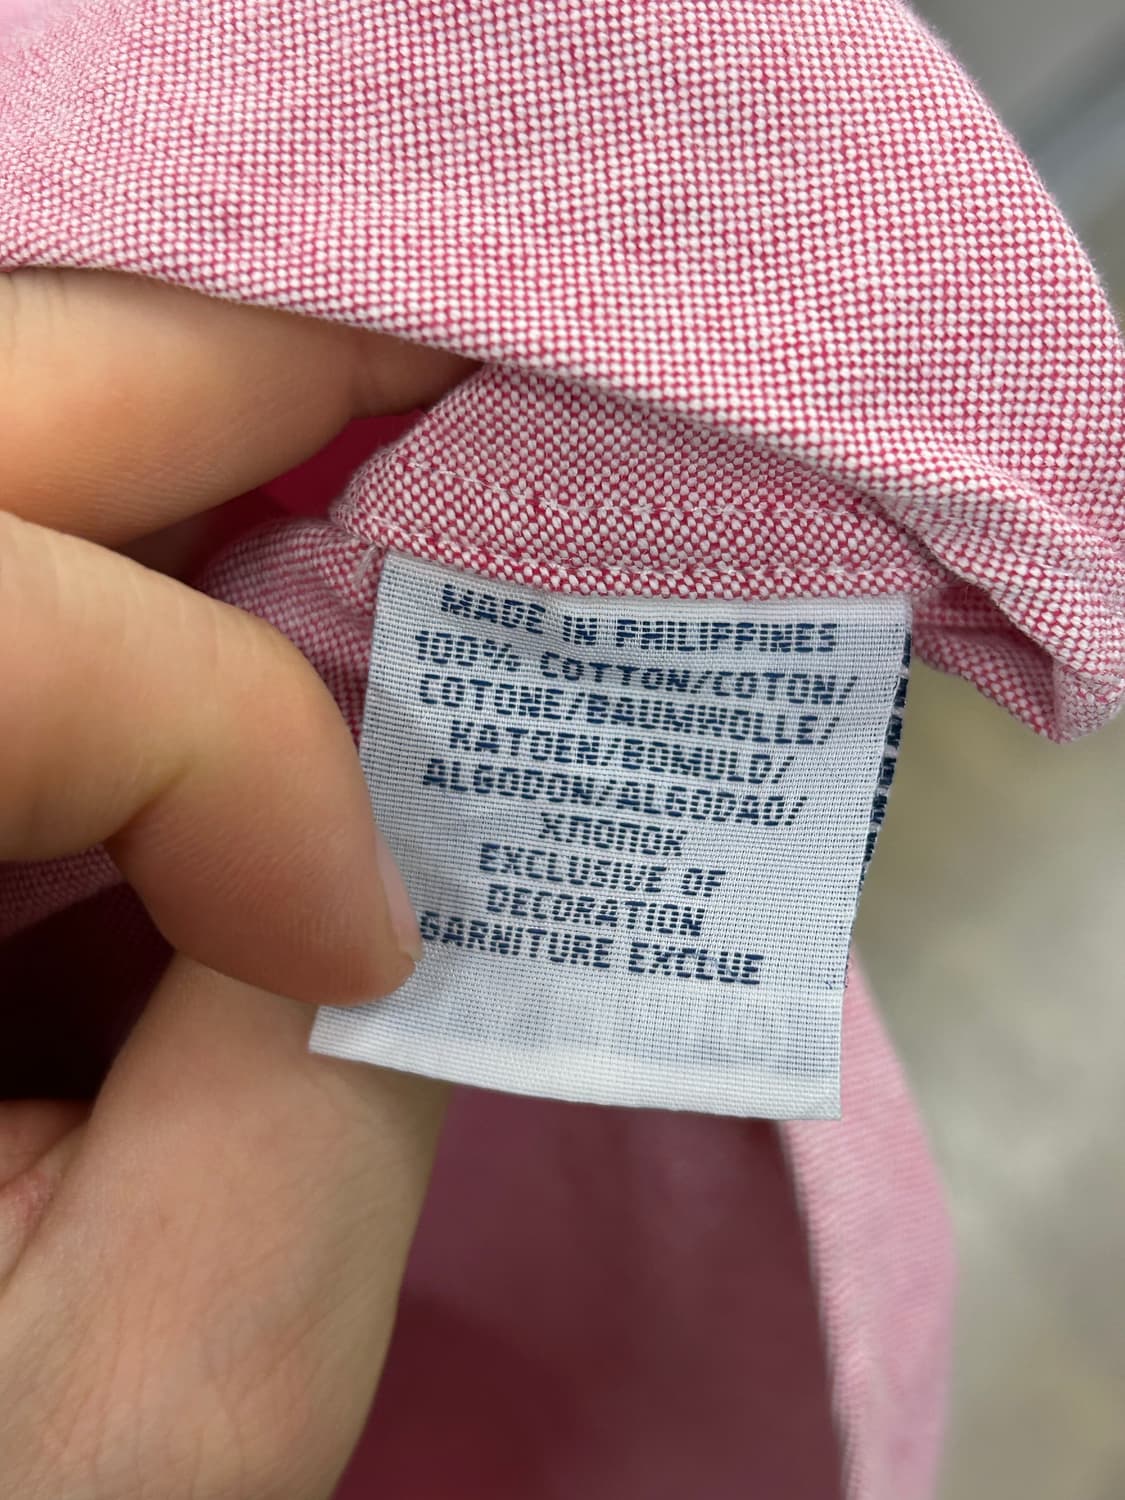 MADE IN PHILIPPINES
100% COTTON/COTON/
COTONE/BAUMWOLLE/
KATOEN/BOMULD/
ALGODON/ALGODAO/
ХЛОПОК
EXCLUSIVE OF
DECORATION
GARNITURE EXCLUE